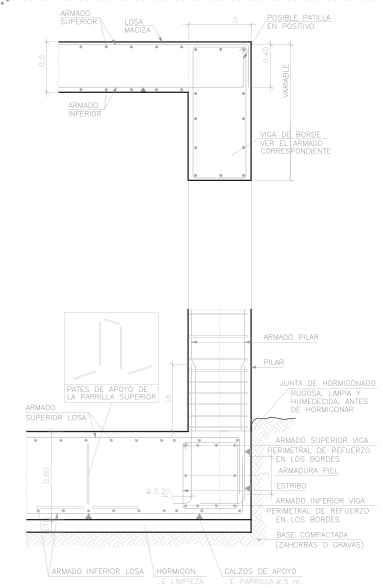 ARMADO
SUPERIOR
LOSA
MACIZA
.5
POSIBLE PATILLA
EN POSITIVO
0.5
0.40
VARIABLE
ARMADO
INFERIOR
VIGA DE BORDE
VER EL ARMADO
CORRESPONDIENTE
ARMADO PILAR
PILAR
PATES DE APOYO DE
LA PARRILLA SUPERIOR
JUNTA DE HORMIGONADO
RUGOSA, LIMPIA Y
HUMEDECIDA, ANTES
DE HORMIGONAR
ARMADO
SUPERIOR LOSA
ARMADO SUPERIOR VIGA
PERIMETRAL DE REFUERZO
EN LOS BORDES
ARMADURA PIEL
ESTRIBO
0.60
≥ 0.20
ARMADO INFERIOR VIGA
PERIMETRAL DE REFUERZO
EN LOS BORDES
BASE COMPACTADA
(ZAHORRAS O GRAVAS)
ARMADO INFERIOR LOSA
HORMIGON
.E LIMPIEZA
CALZOS DE APOYO
.E PARRILLA ≥ 5 m.